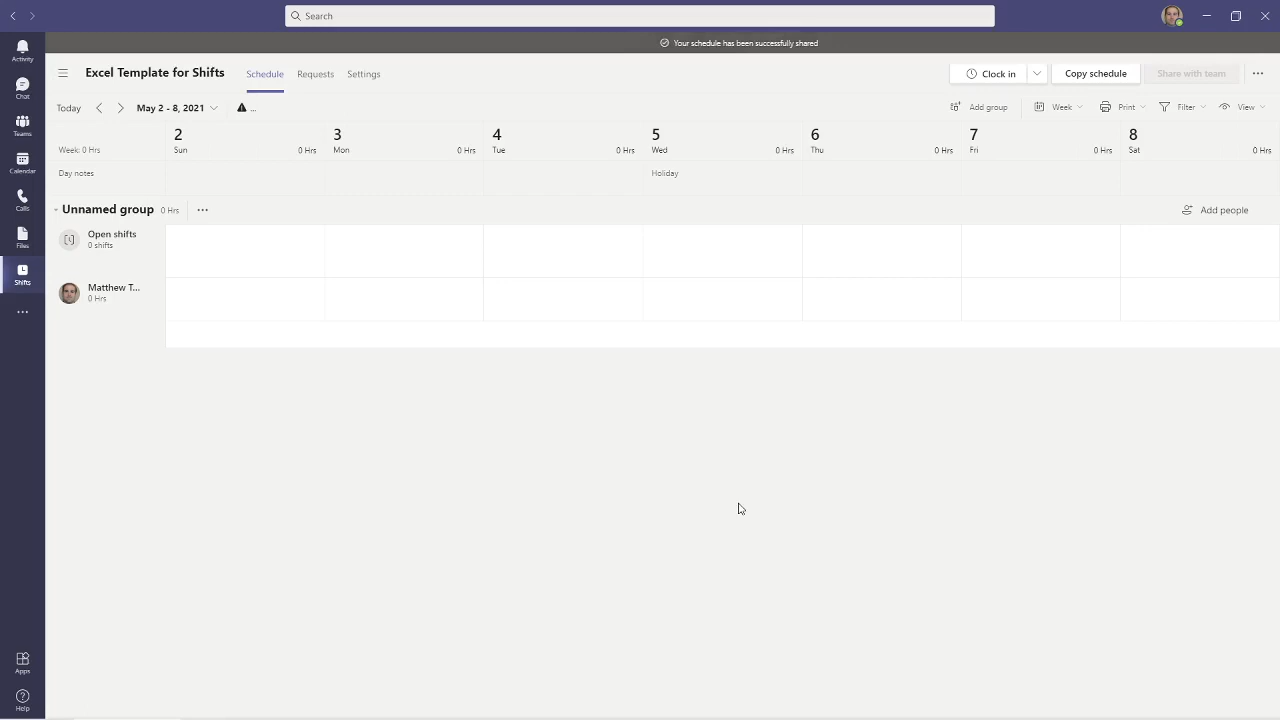 Search
Your schedule has been successfully shared
Activity
Chat
Teams
Calendar
Calls
Files
Shifts
Apps
Help
Excel Template for Shifts
Schedule
Requests
Settings
Clock in
Copy schedule
Share with team
Today
May 2 - 8, 2021
...
Add group
Week
Print
Filter
View
Week: 0 Hrs
2
Sun
0 Hrs
3
Mon
0 Hrs
4
Tue
0 Hrs
5
Wed
0 Hrs
6
Thu
0 Hrs
7
Fri
0 Hrs
8
Sat
0 Hrs
Day notes
Holiday
Unnamed group
0 Hrs
Add people
Open shifts
0 shifts
Matthew T...
0 Hrs